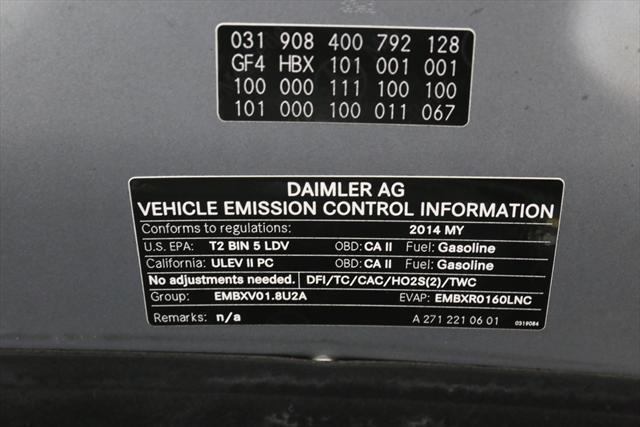 031 908 400 792 128
GF4 HBX 101 001 001
100 000 111 100 100
101 000 100 011 067
DAIMLER AG
VEHICLE EMISSION CONTROL INFORMATION
Conforms to regulations: 2014 MY
U.S. EPA: T2 BIN 5 LDV OBD: CA II Fuel: Gasoline
California: ULEV II PC OBD: CA II Fuel: Gasoline
No adjustments needed. DFI/TC/CAC/HO2S(2)/TWC
Group: EMBXV01.8U2A EVAP: EMBXR0160LNC
Remarks: n/a A 271 221 06 01 0319084